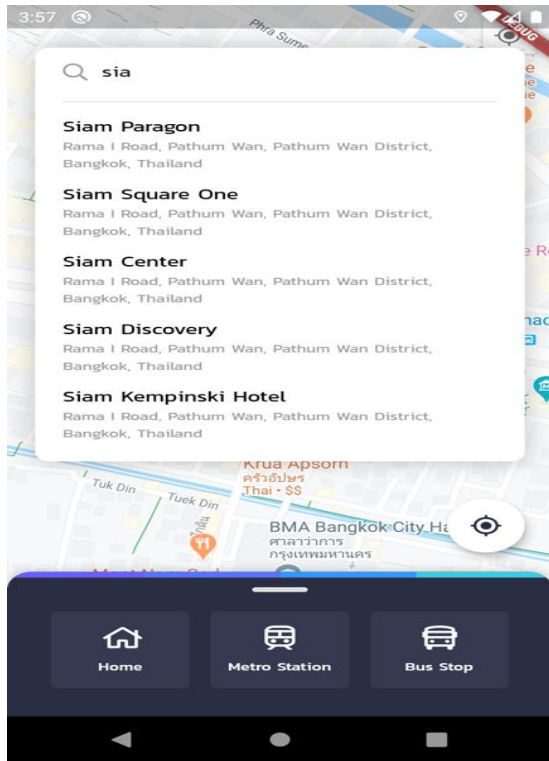 3:57
DEBUG
Phra Sume
sia
Siam Paragon
Rama I Road, Pathum Wan, Pathum Wan District,
Bangkok, Thailand
Siam Square One
Rama I Road, Pathum Wan, Pathum Wan District,
Bangkok, Thailand
Siam Center
Rama I Road, Pathum Wan, Pathum Wan District,
Bangkok, Thailand
Siam Discovery
Rama I Road, Pathum Wan, Pathum Wan District,
Bangkok, Thailand
Siam Kempinski Hotel
Rama I Road, Pathum Wan, Pathum Wan District,
Bangkok, Thailand
Krua Apsorn
ครัวอัปษร
Thai • $$
Tuk Din
Tuek Din
BMA Bangkok City Ha
ศาลาว่าการ
กรุงเทพมหานคร
Home
Metro Station
Bus Stop